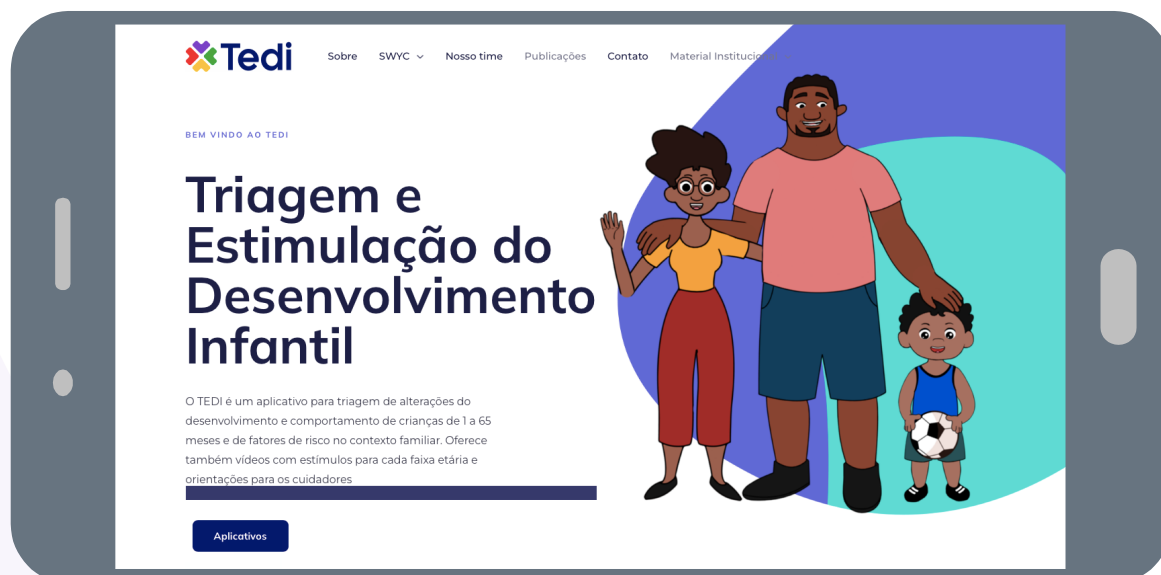 Tedi
Sobre SWYC Nosso time Publicações Contato Material Institucional
BEM VINDO AO TEDI
Triagem e
Estimulação do
Desenvolvimento
Infantil
O TEDI é um aplicativo para triagem de alterações do
desenvolvimento e comportamento de crianças de 1 a 65
meses e de fatores de risco no contexto familiar. Oferece
também vídeos com estímulos para cada faixa etária e
orientações para os cuidadores
Aplicativos